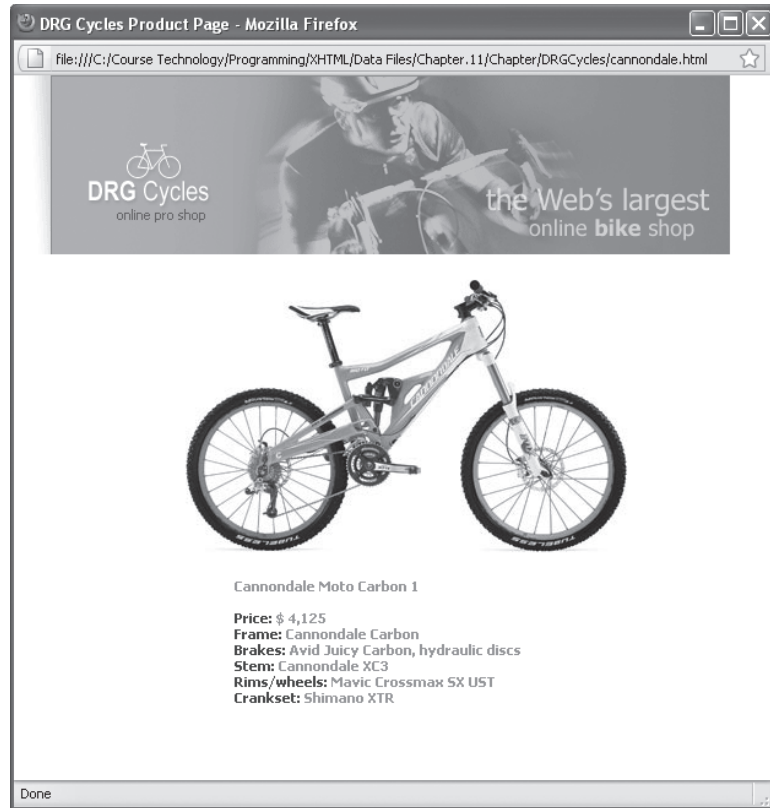 DRG Cycles Product Page - Mozilla Firefox
file:///C:/Course Technology/Programming/XHTML/Data Files/Chapter.11/Chapter/DRGCycles/cannondale.html
DRG Cycles
online pro shop
the Web's largest
online bike shop
cannondale
TUBELESS
TUBELESS
Cannondale Moto Carbon 1
Price: $ 4,125
Frame: Cannondale Carbon
Brakes: Avid Juicy Carbon, hydraulic discs
Stem: Cannondale XC3
Rims/wheels: Mavic Crossmax SX UST
Crankset: Shimano XTR
Done